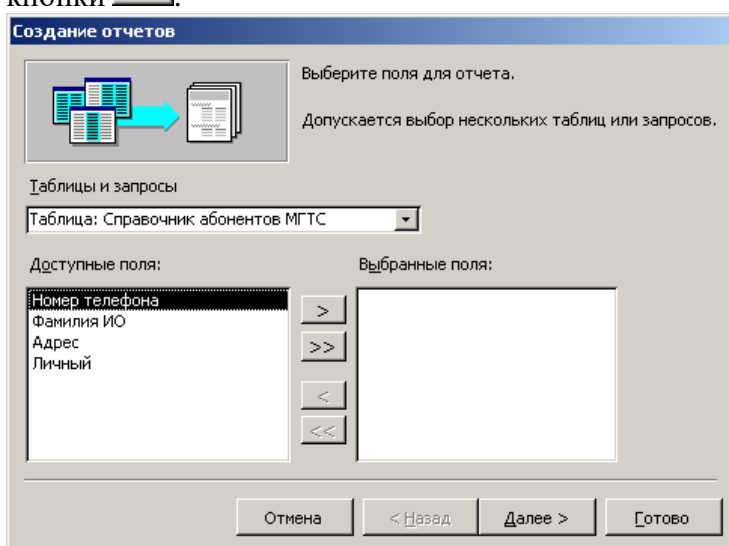 кнопки .
Создание отчетов
Выберите поля для отчета.
Допускается выбор нескольких таблиц или запросов.
Таблицы и запросы
Таблица: Справочник абонентов МГТС
Доступные поля: Выбранные поля:
Номер телефона
Фамилия ИО
Адрес
Личный
>
>>
<
<<
Отмена < Назад Далее > Готово